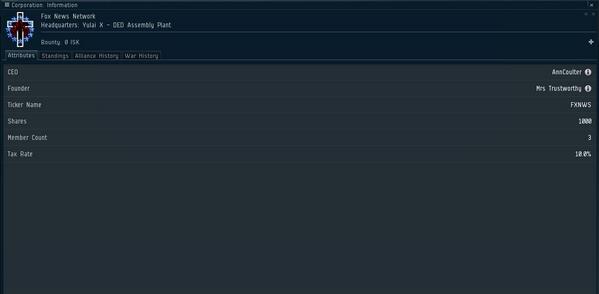 Corporation: Information
Fox News Network
Headquarters: Yulai X - DED Assembly Plant
Bounty: 0 ISK
Attributes Standings Alliance History War History
CEO AnnCoulter
Founder Mrs Trustworthy
Ticker Name FXNWS
Shares 1000
Member Count 3
Tax Rate 10.0%